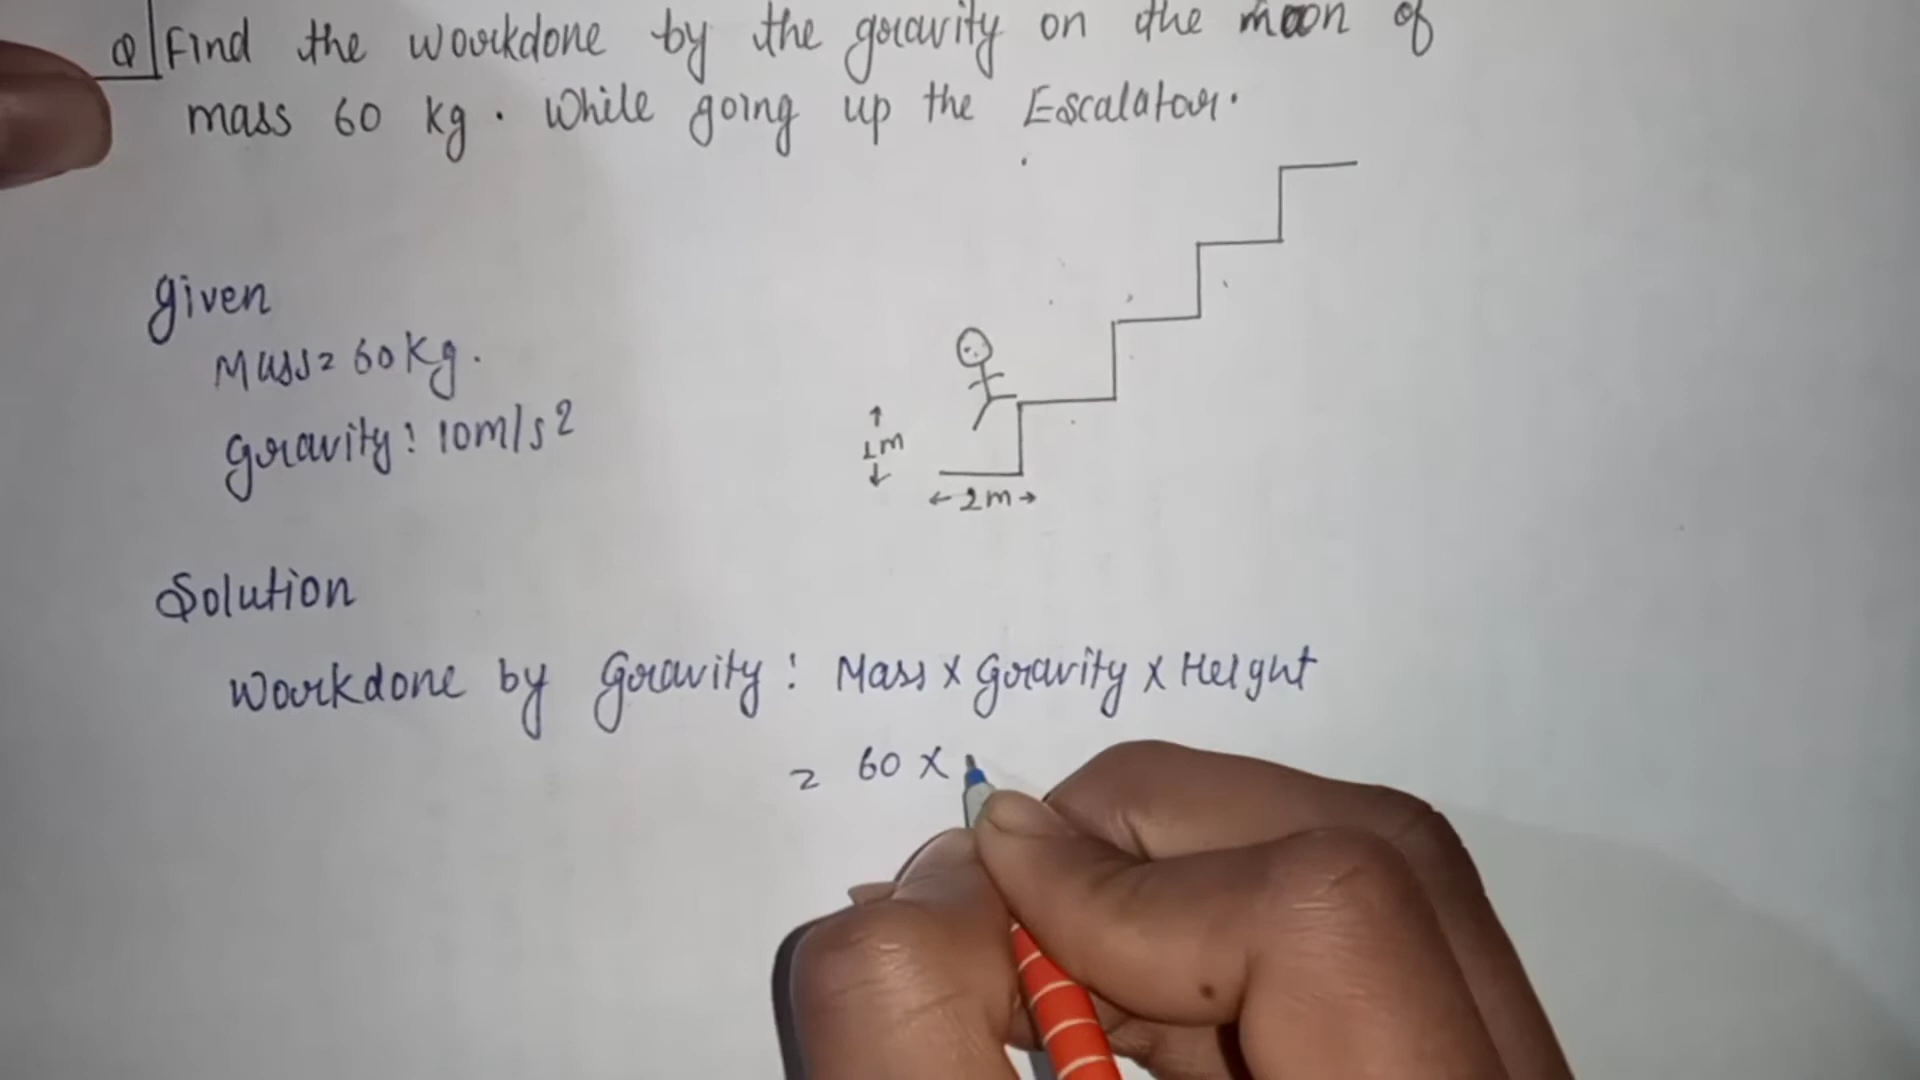 Q Find the workdone by the gravity on the moon of
mass 60 kg. While going up the Escalator.
given
Mass = 60 kg.
gravity: 10m/s2
↑
1m
↓
← 2m →
Solution
Workdone by Gravity: Mass x gravity x Height
= 60 x